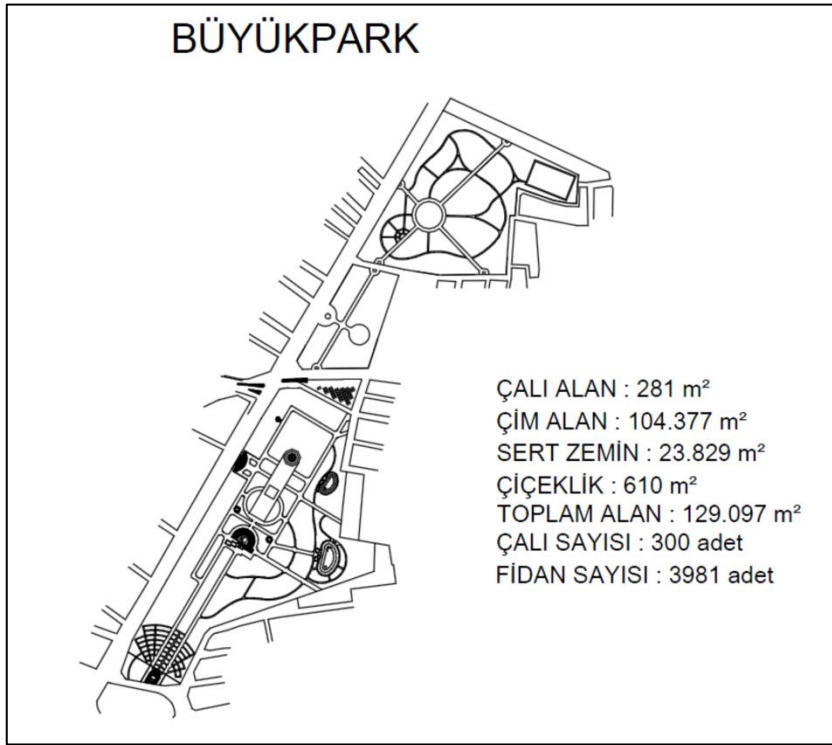 BÜYÜKPARK
ÇALI ALAN : 281 m²
ÇİM ALAN : 104.377 m²
SERT ZEMİN : 23.829 m²
ÇİÇEKLİK : 610 m²
TOPLAM ALAN : 129.097 m²
ÇALI SAYISI : 300 adet
FİDAN SAYISI : 3981 adet